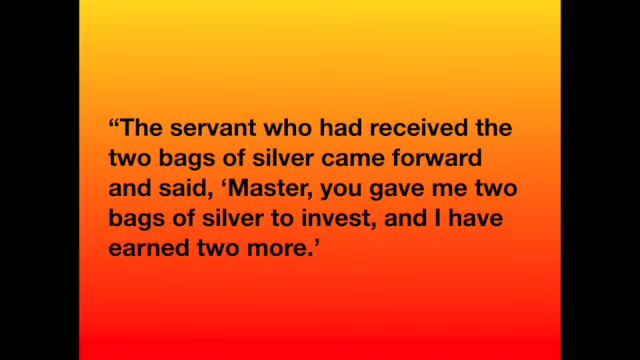 “The servant who had received the
two bags of silver came forward
and said, ‘Master, you gave me two
bags of silver to invest, and I have
earned two more.’